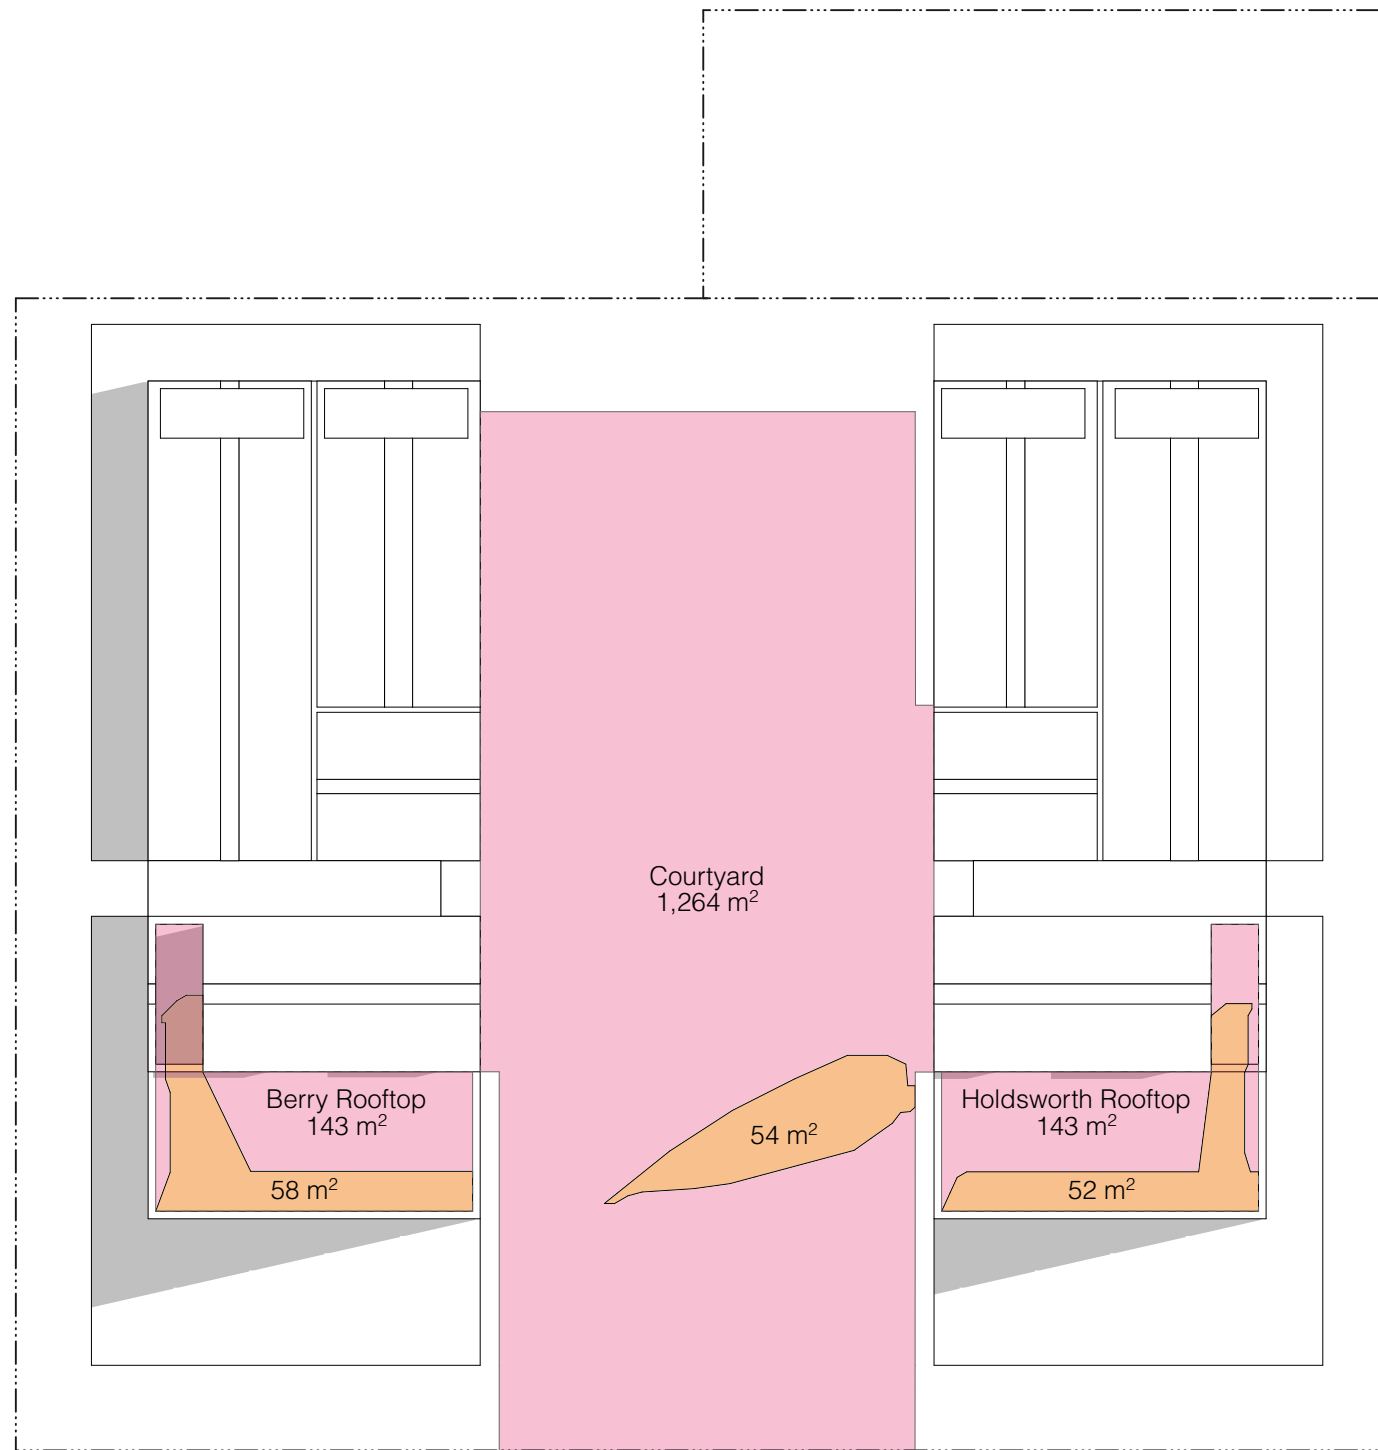 Courtyard
1,264 m²
Berry Rooftop
143 m²
58 m²
54 m²
Holdsworth Rooftop
143 m²
52 m²